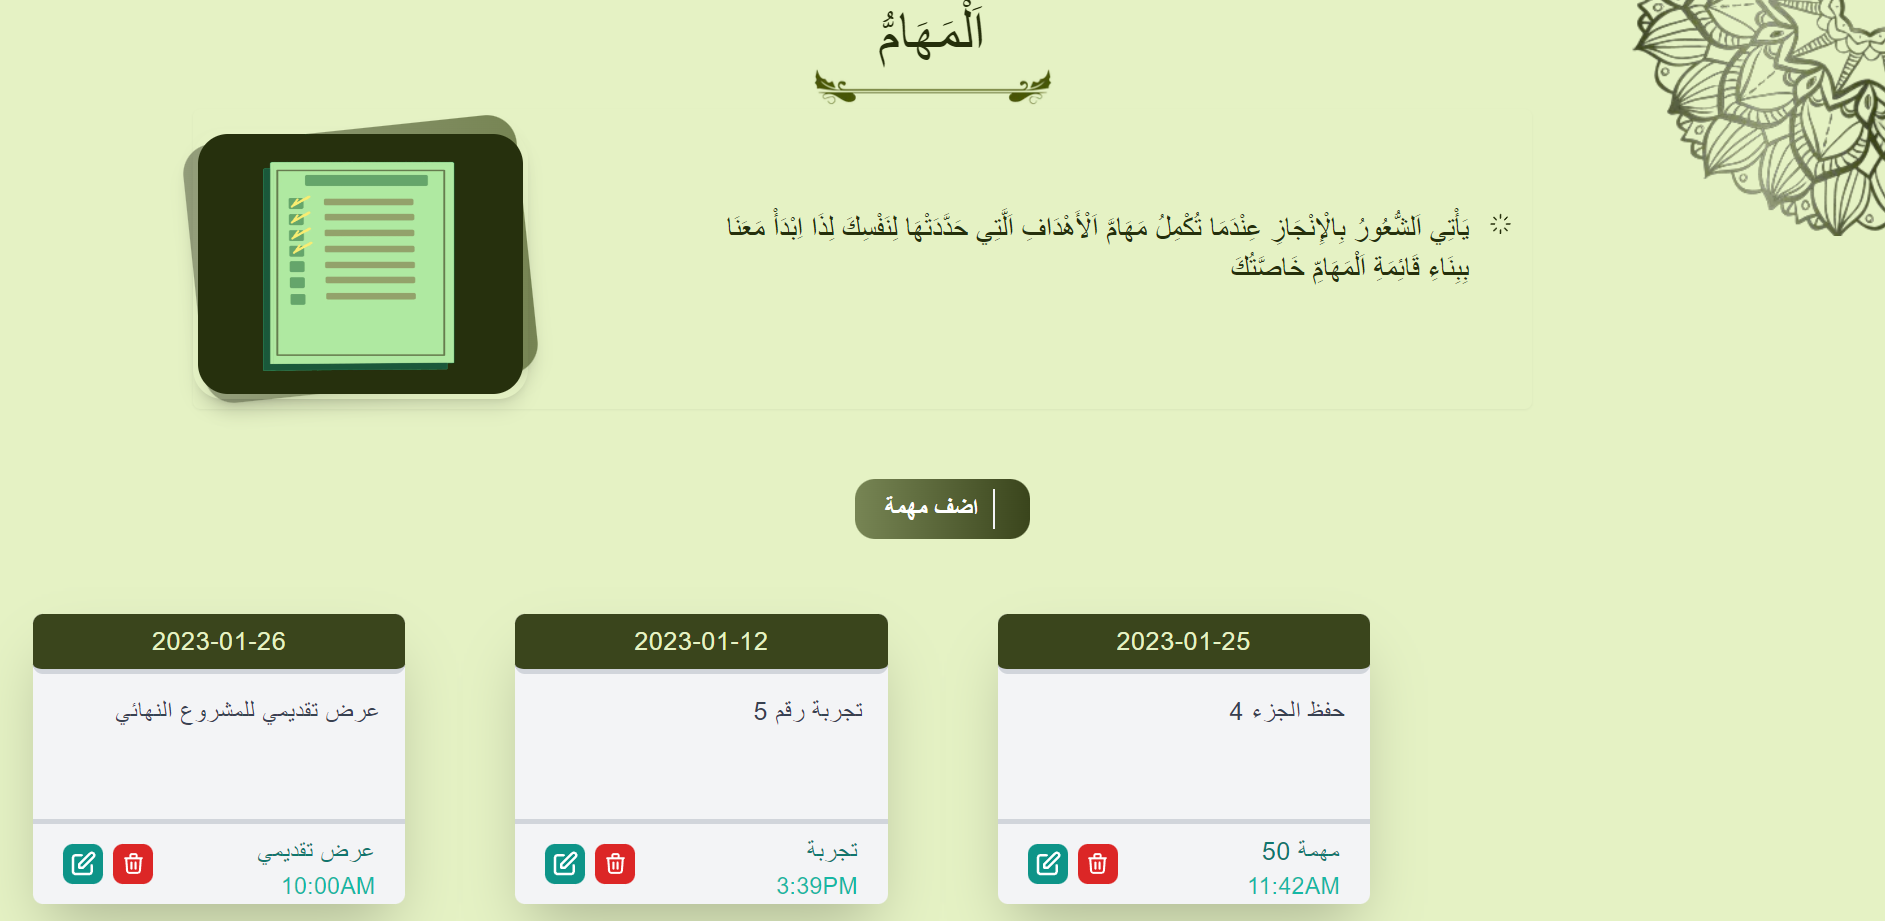 اَلْمَهَامُّ
يَأْتِي اَلشُّعُورُ بِالْإِنْجَازِ عِنْدَمَا تُكْمِلُ مَهَامَّ اَلْأَهْدَافِ اَلَّتِي حَدَّدَتْهَا لِنَفْسِكَ لِذَا اِبْدَأْ مَعَنَا
بِبِنَاءِ قَائِمَةِ اَلْمَهَامِّ خَاصَّتُكَ
اضف مهمة
2023-01-25
حفظ الجزء 4
مهمة 50
11:42AM
2023-01-12
تجربة رقم 5
تجربة
3:39PM
2023-01-26
عرض تقديمي للمشروع النهائي
عرض تقديمي
10:00AM